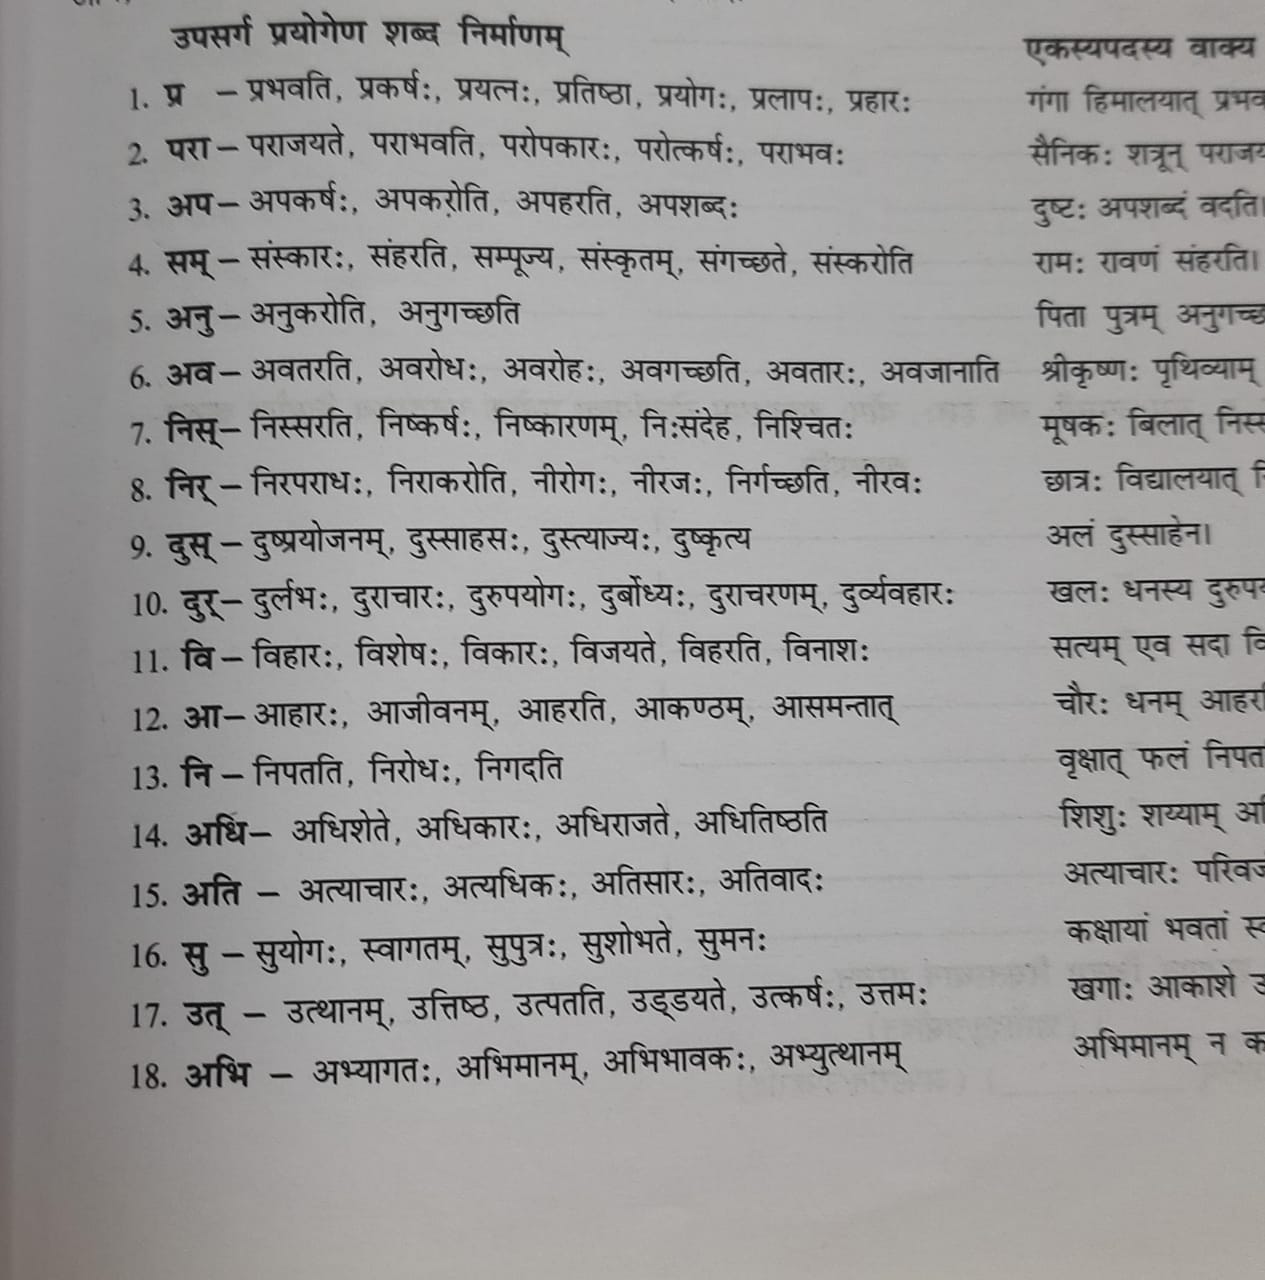 उपसर्ग प्रयोगेण शब्द निर्माणम् एकस्यपदस्य वाक्य
1. प्र – प्रभवति, प्रकर्षः, प्रयत्नः, प्रतिष्ठा, प्रयोगः, प्रलापः, प्रहारः गंगा हिमालयात्
2. परा – पराजयते, पराभवति, परोपकारः, परोत्कर्षः, पराभवः सैनिकः शत्रून्
3. अप – अपकर्षः, अपकरो़ति, अपहरति, अपशब्दः दुष्टः अपशब्दं वदति।
4. सम् – संस्कारः, संहरति, सम्पूज्य, संस्कृतम्, संगच्छते, संस्करोति रामः रावणं संहरति।
5. अनु – अनुकरोति, अनुगच्छति पिता पुत्रम्
6. अव – अवतरति, अवरोधः, अवरोहः, अवगच्छति, अवतारः, अवजानाति श्रीकृष्णः पृथिव्याम्
7. निस् – निस्सरति, निष्कर्षः, निष्कारणम्, निःसंदेह, निश्चितः मूषकः बिलात्
8. निर् – निरपराधः, निराकरोति, नीरोगः, नीरजः, निर्गच्छति, नीरवः छात्रः विद्यालयात्
9. दुस् – दुष्प्रयोजनम्, दुस्साहसः, दुस्त्याज्यः, दुष्कृत्य अलं दुस्साहेन।
10. दुर् – दुर्लभः, दुराचारः, दुरुपयोगः, दुर्बोध्यः, दुराचरणम्, दुर्व्यवहारः खलः धनस्य
11. वि – विहारः, विशेषः, विकारः, विजयते, विहरति, विनाशः सत्यम् एव सदा
12. आ – आहारः, आजीवनम्, आहरति, आकण्ठम्, आसमन्तात् चौरः धनम्
13. नि – निपतति, निरोधः, निगदति वृक्षात् फलं
14. अधि – अधिशेते, अधिकारः, अधिराजते, अधितिष्ठति शिशुः शय्याम्
15. अति – अत्याचारः, अत्यधिकः, अतिसारः, अतिवादः अत्याचारः
16. सु – सुयोगः, स्वागतम्, सुपुत्रः, सुशोभते, सुमनः कक्षायां भवतां
17. उत् – उत्थानम्, उत्तिष्ठ, उत्पतति, उड्डयते, उत्कर्षः, उत्तमः खगाः आकाशे
18. अभि – अभ्यागतः, अभिमानम्, अभिभावकः, अभ्युत्थानम् अभिमानम् न